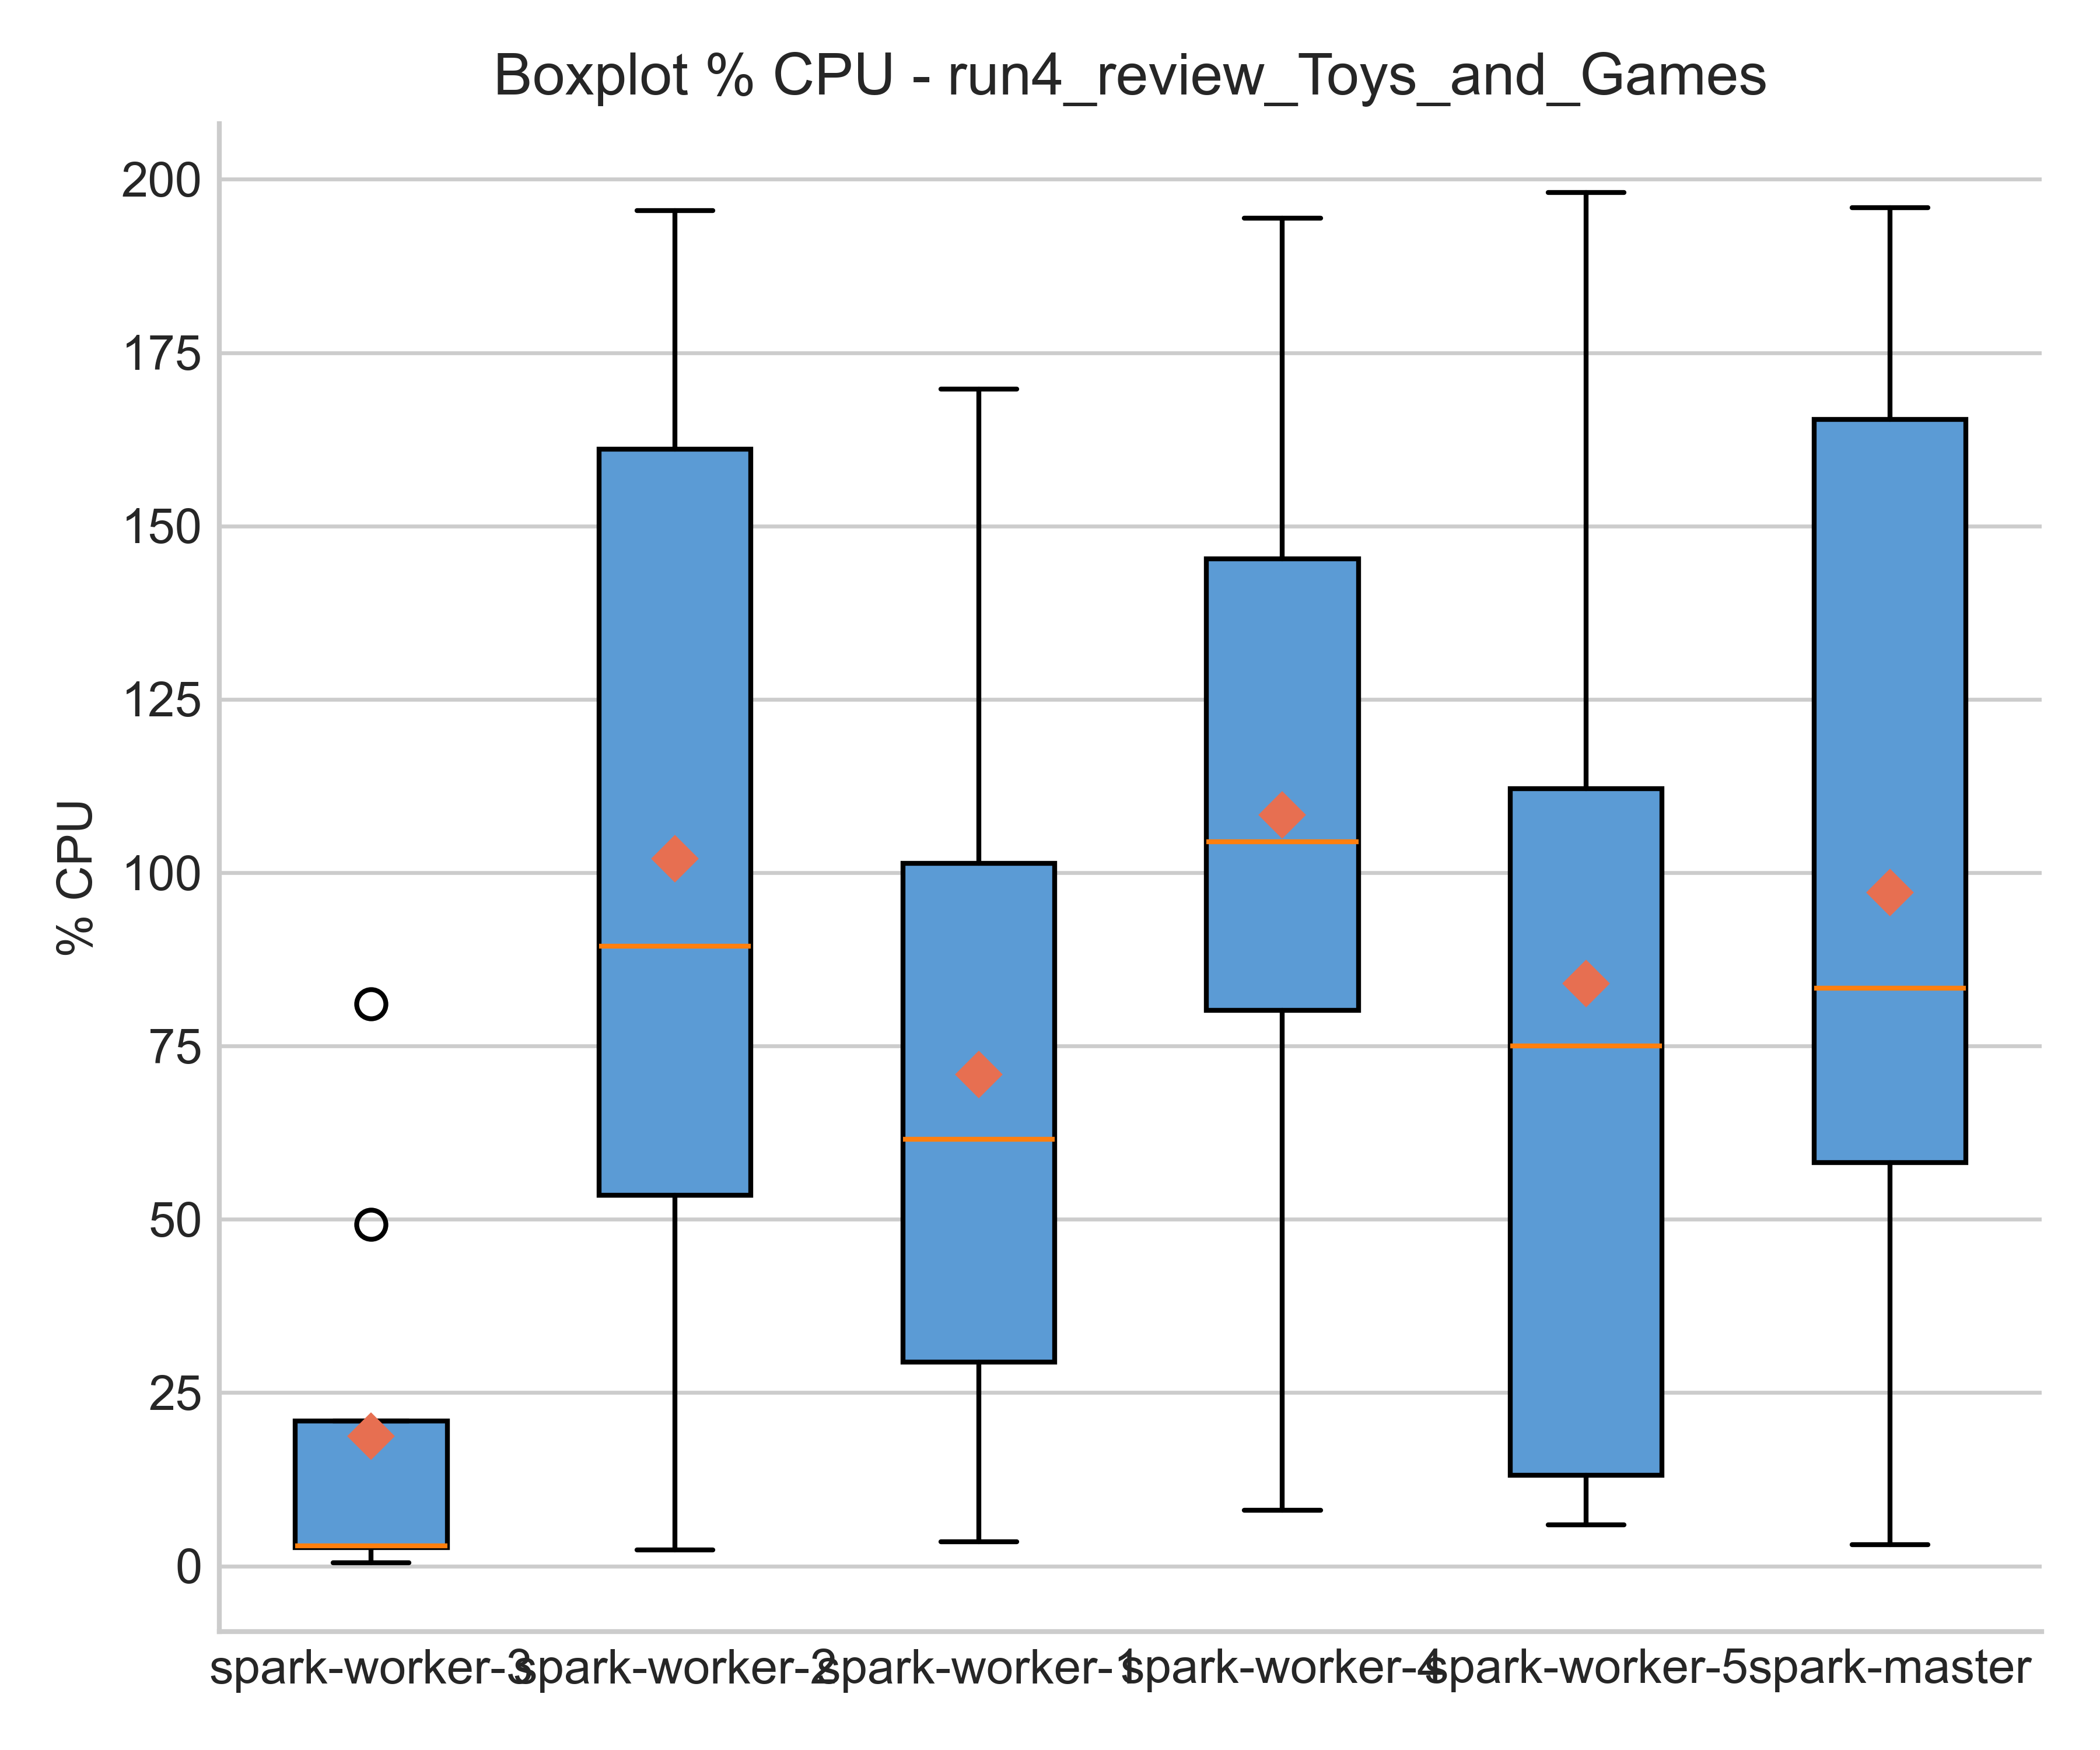 Boxplot % CPU - run4_review_Toys_and_Games
200
175
150
125
100
75
50
25
0
% CPU
spark-worker-3
spark-worker-2
spark-worker-1
spark-worker-4
spark-worker-5
spark-master